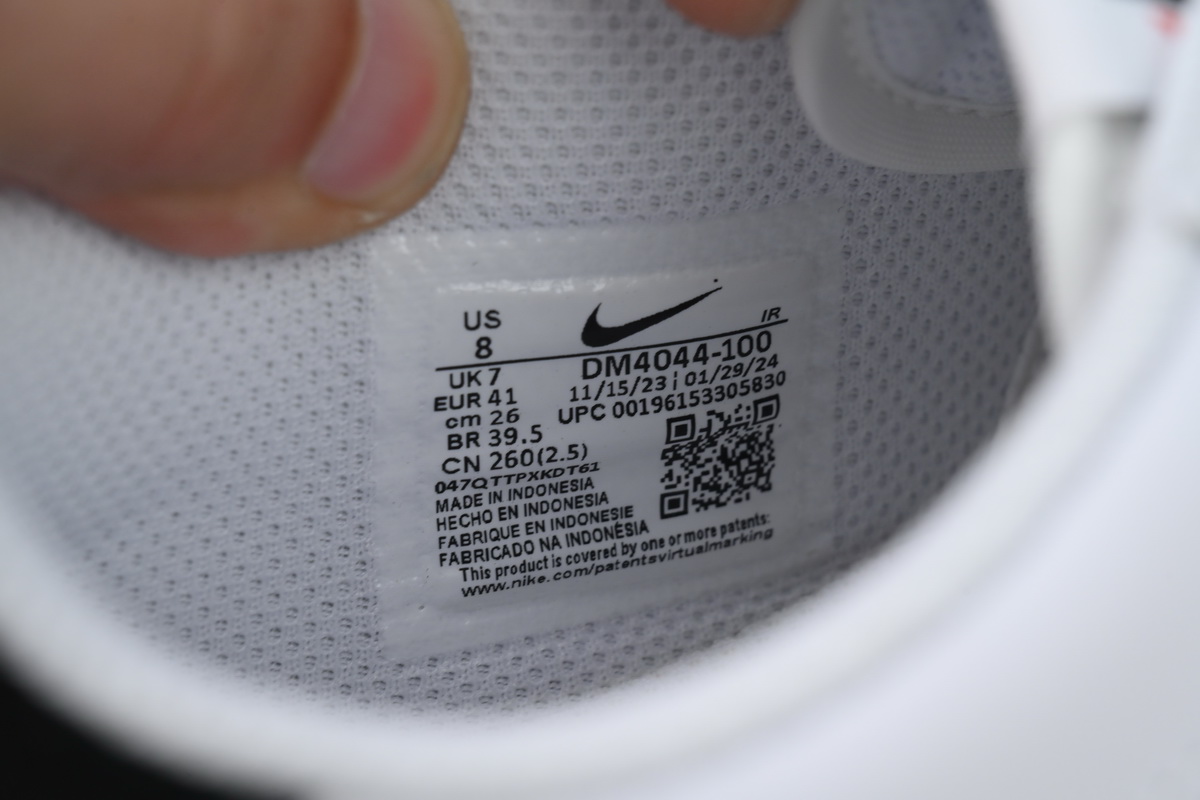 US
8
IR
UK 7
EUR 41
cm 26
BR 39.5
CN 260(2.5)
DM4044-100
11/15/23 | 01/29/24
UPC 00196153305830
047QTTPXKDT61
MADE IN INDONESIA
HECHO EN INDONESIA
FABRIQUE EN INDONESIE
FABRICADO NA INDONÉSIA
This product is covered by one or more patents:
www.nike.com/patentsvirtualmarking